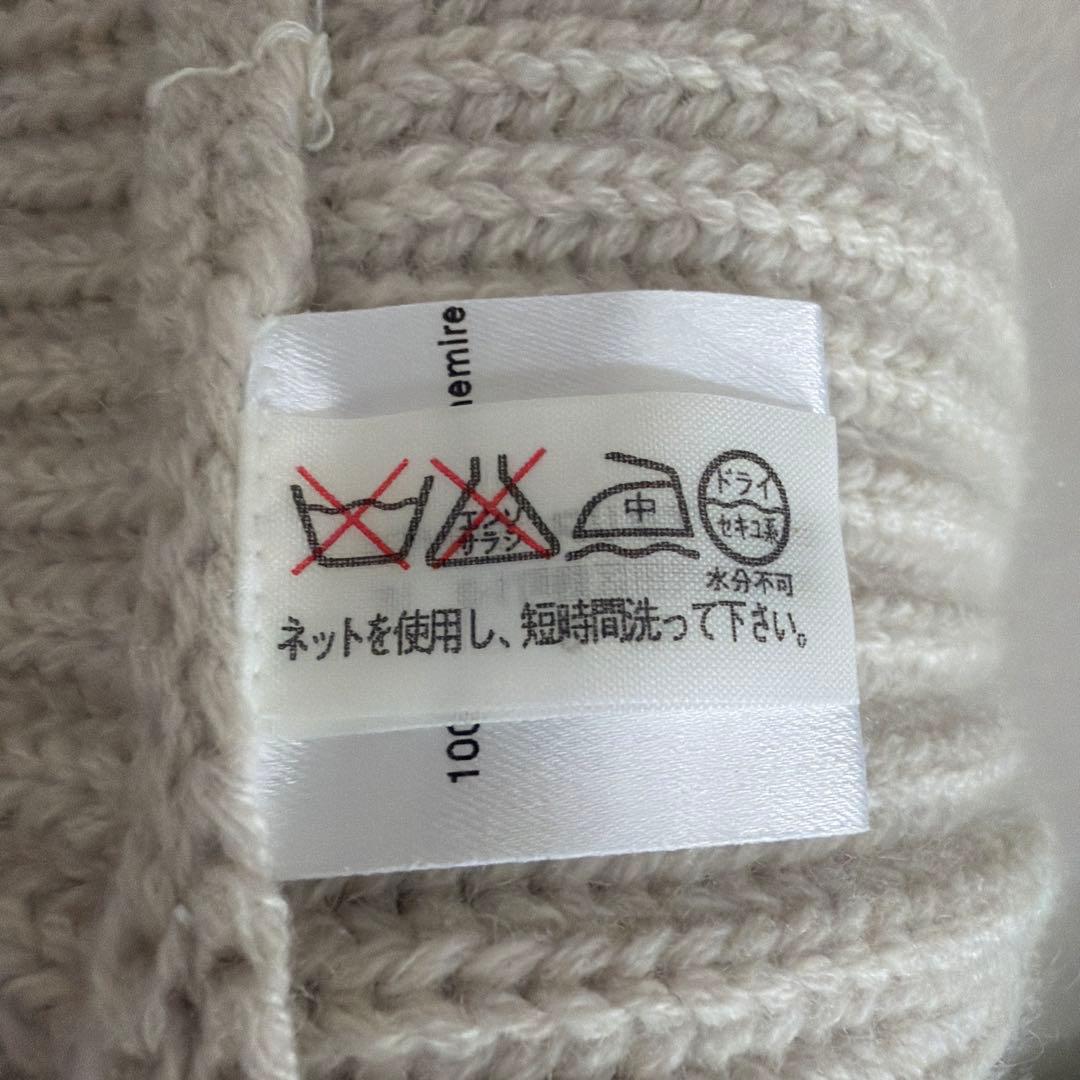 エンソ
サラシ
中
ドライ
セキユ系
水分不可
ネットを使用し、短時間洗って下さい。
100